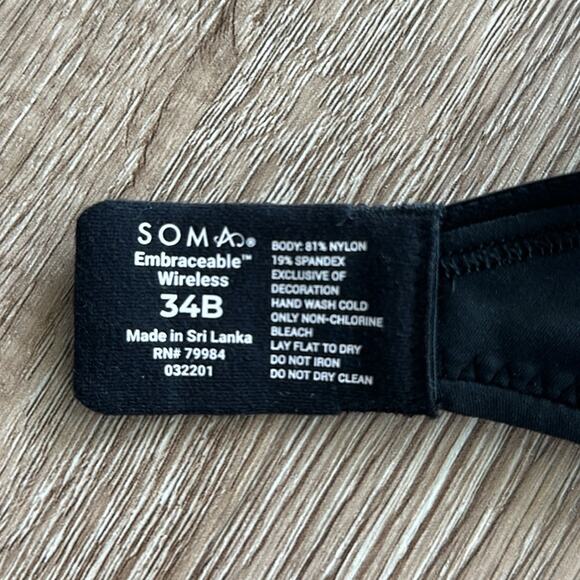 SOMA®
Embraceable™
Wireless
34B
Made in Sri Lanka
RN# 79984
032201
BODY: 81% NYLON
19% SPANDEX
EXCLUSIVE OF
DECORATION
HAND WASH COLD
ONLY NON-CHLORINE
BLEACH
LAY FLAT TO DRY
DO NOT IRON
DO NOT DRY CLEAN